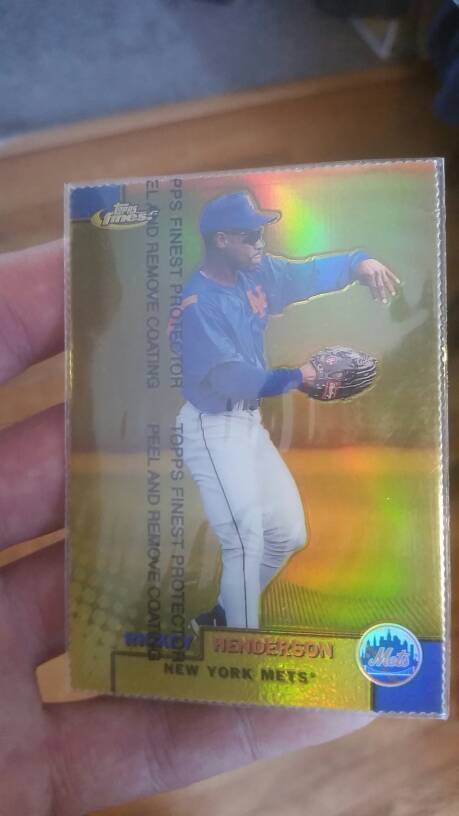 TOPPS
finest
PPS FINEST PROTECTOR TOPPS FINEST PROTECTOR
EL AND REMOVE COATING PEEL AND REMOVE COATING
RICKEY HENDERSON
NEW YORK METS
Mets